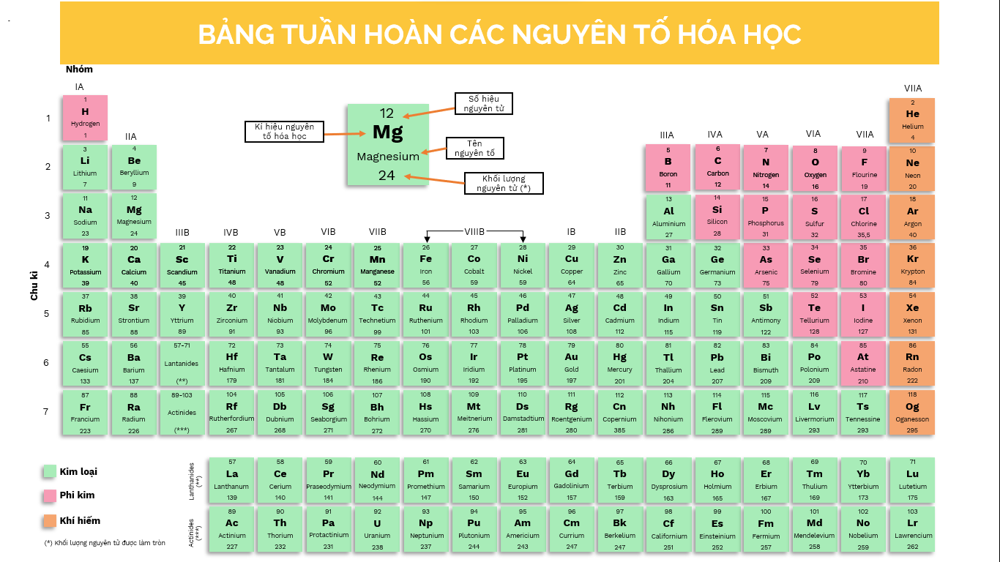 BẢNG TUẦN HOÀN CÁC NGUYÊN TỐ HÓA HỌC
Nhóm
IA
VIIA
1
H
Hydrogen
1
2
He
Helium
4
Kí hiệu nguyên
tố hóa học
12
Mg
Magnesium
24
Số hiệu
nguyên tử
Tên
nguyên tố
Khối lượng
nguyên tử (*)
1
IIA
IIIA IVA VA VIA VIIA
2
3 4 5 6 7 8 9 10
Li Be B C N O F Ne
Lithium Beryllium Boron Carbon Nitrogen Oxygen Flourine Neon
7 9 11 12 14 16 19 20
3
11 12 13 14 15 16 17 18
Na Mg Al Si P S Cl Ar
Sodium Magnesium Aluminium Silicon Phosphorus Sulfur Chlorine Argon
23 24 27 28 31 32 35,5 40
IIIB IVB VB VIB VIIB VIIIB IB IIB
Chu kì
4
19 20 21 22 23 24 25 26 27 28 29 30 31 32 33 34 35 36
K Ca Sc Ti V Cr Mn Fe Co Ni Cu Zn Ga Ge As Se Br Kr
Potassium Calcium Scandium Titanium Vanadium Chromium Manganese Iron Cobalt Nickel Copper Zinc Gallium Germanium Arsenic Selenium Bromine Krypton
39 40 45 48 48 52 52 56 59 59 64 65 70 73 75 79 80 84
5
37 38 39 40 41 42 43 44 45 46 47 48 49 50 51 52 53 54
Rb Sr Y Zr Nb Mo Tc Ru Rh Pd Ag Cd In Sn Sb Te I Xe
Rubidium Strontium Yttrium Zirconium Niobium Molybdenum Technetium Ruthenium Rhodium Palladium Silver Cadmium Indium Tin Antimony Tellurium Iodine Xenon
85 88 89 91 93 96 99 101 103 106 108 112 115 119 122 128 127 131
6
55 56 57-71 72 73 74 75 76 77 78 79 80 81 82 83 84 85 86
Cs Ba Lantanides Hf Ta W Re Os Ir Pt Au Hg Tl Pb Bi Po At Rn
Caesium Barium Hafnium Tantalum Tungsten Rhenium Osmium Iridium Platinum Gold Mercury Thallium Lead Bismuth Polonium Astatine Radon
133 137 (**) 179 181 184 186 190 192 195 197 201 204 207 209 209 210 222
7
87 88 89-103 104 105 106 107 108 109 110 111 112 113 114 115 116 117 118
Fr Ra Actinides Rf Db Sg Bh Hs Mt Ds Rg Cn Nh Fl Mc Lv Ts Og
Francium Radium Rutherfordium Dubnium Seaborgium Bohrium Hassium Meitnerium Damstadtium Roentgenium Copernium Nihonium Flerovium Moscovium Livermorium Tennessine Oganesson
223 226 (***) 267 268 271 272 270 276 281 280 385 286 289 289 293 293 295
Kim loại
Phi kim
Khí hiếm
(*) Khối lượng nguyên tử được làm tròn
Lanthanides
(**)
57 58 59 60 61 62 63 64 65 66 67 68 69 70 71
La Ce Pr Nd Pm Sm Eu Gd Tb Dy Ho Er Tm Yb Lu
Lanthanum Cerium Praseodymium Neodymium Promethium Samarium Europium Gadolinium Terbium Dysprosium Holmium Erbium Thulium Ytterbium Lutetium
139 140 141 144 147 150 152 157 159 163 165 167 169 173 175
Actinides
(***)
89 90 91 92 93 94 95 96 97 98 99 100 101 102 103
Ac Th Pa U Np Pu Am Cm Bk Cf Es Fm Md No Lr
Actinium Thorium Protactinium Uranium Neptunium Plutonium Americium Currium Berkelium Californium Einsteinium Fermium Mendelevium Nobelium Lawrencium
227 232 231 238 237 244 243 247 247 251 252 257 258 259 262